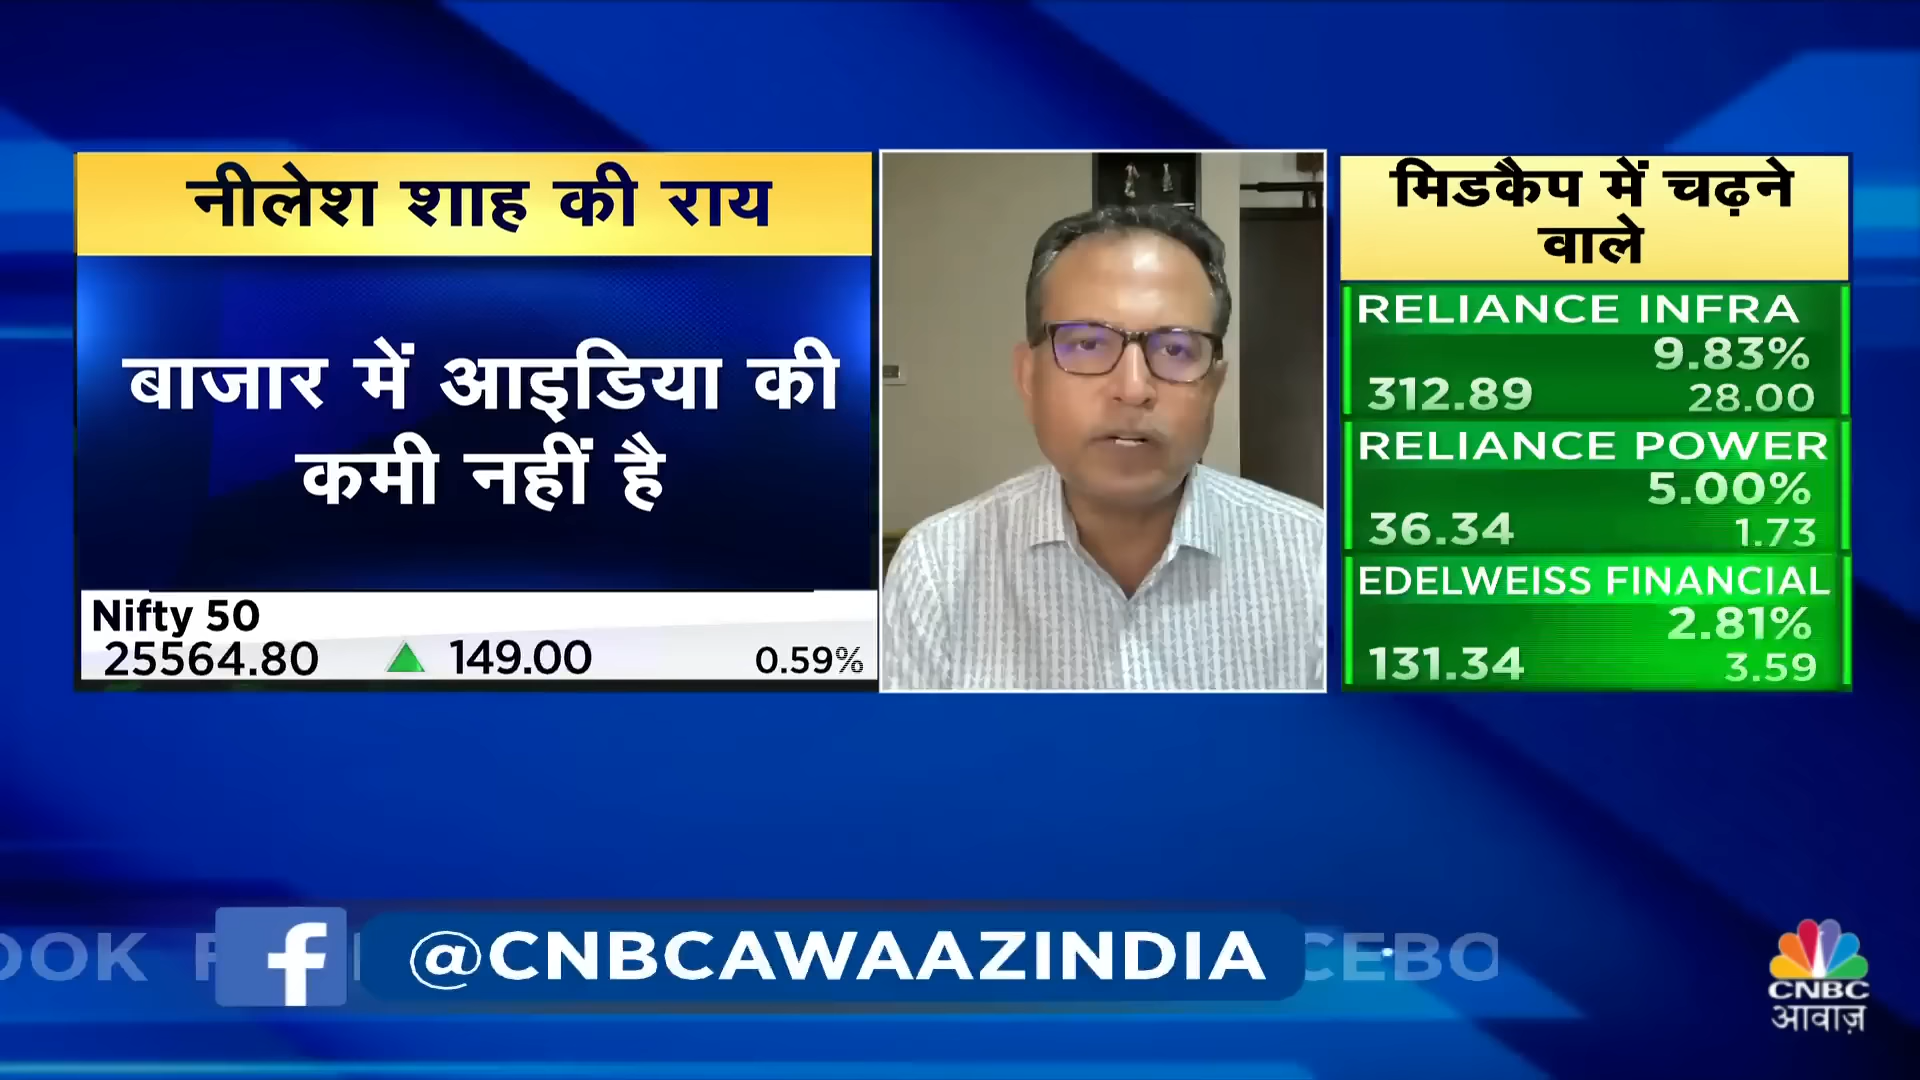 नीलेश शाह की राय
बाजार में आइडिया की
कमी नहीं है
Nifty 50
25564.80 149.00 0.59%
मिडकैप में चढ़ने
वाले
RELIANCE INFRA
9.83%
312.89 28.00
RELIANCE POWER
5.00%
36.34 1.73
EDELWEISS FINANCIAL
2.81%
131.34 3.59
OOK F
f @CNBCAWAAZINDIA
CEBO
CNBC
आवाज़